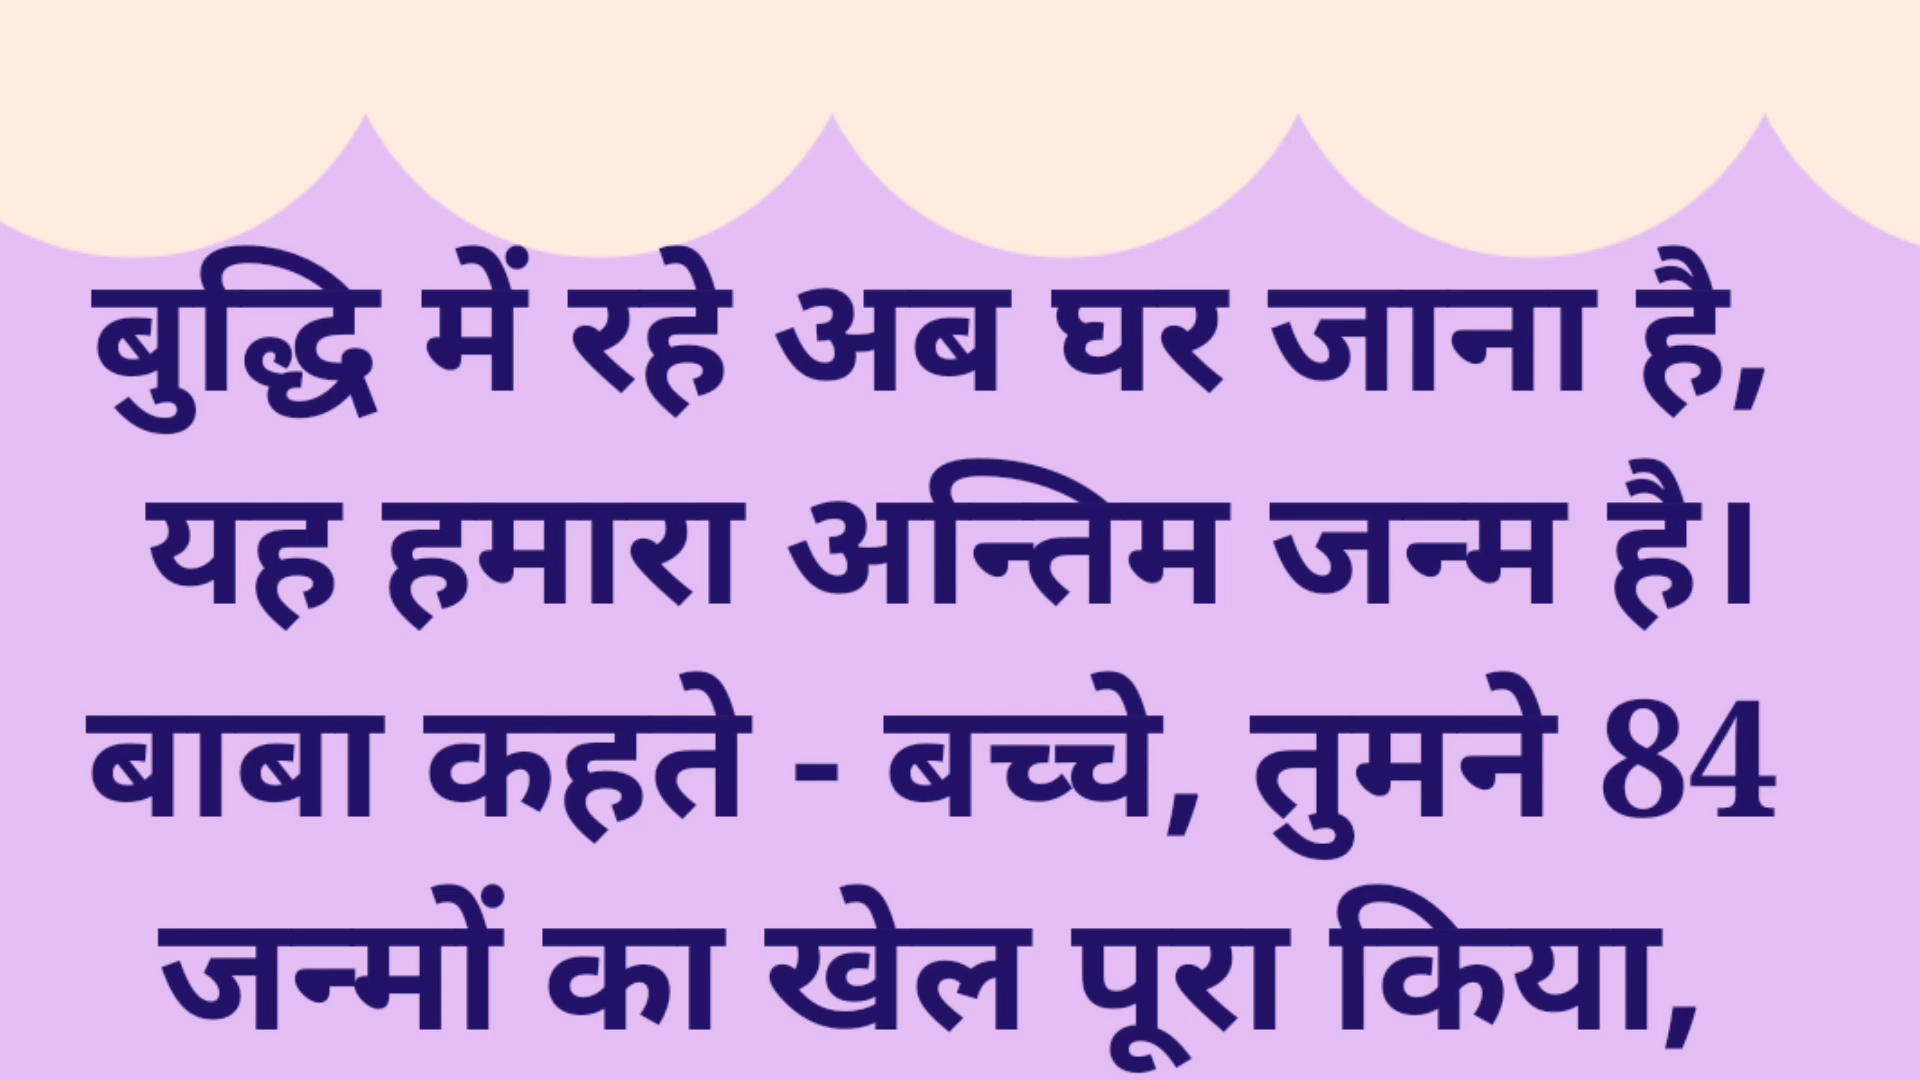 बुद्धि में रहे अब घर जाना है,
यह हमारा अन्तिम जन्म है।
बाबा कहते - बच्चे, तुमने 84
जन्मों का खेल पूरा किया,